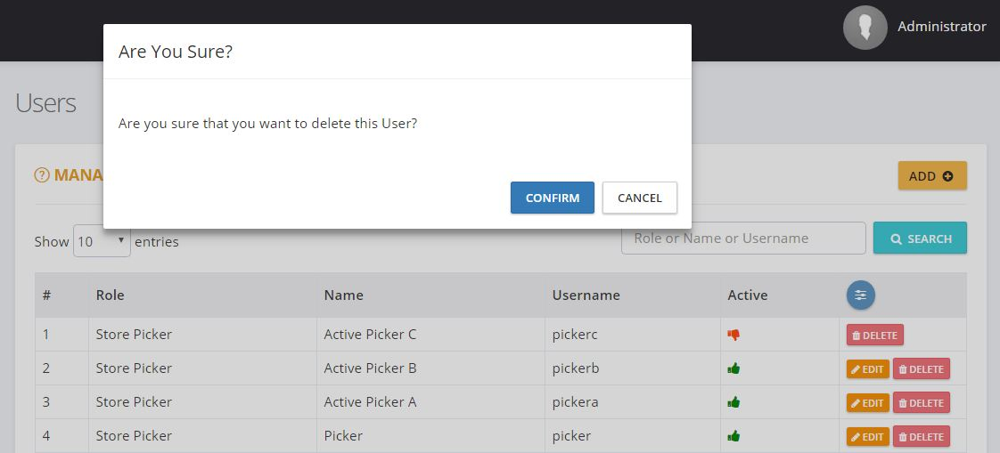 Administrator
Are You Sure?
Users
Are you sure that you want to delete this User?
MANA
ADD
CONFIRM CANCEL
Show 10 entries
Role or Name or Username SEARCH
# Role Name Username Active
1 Store Picker Active Picker C pickerc DELETE
2 Store Picker Active Picker B pickerb EDIT DELETE
3 Store Picker Active Picker A pickera EDIT DELETE
4 Store Picker Picker picker EDIT DELETE